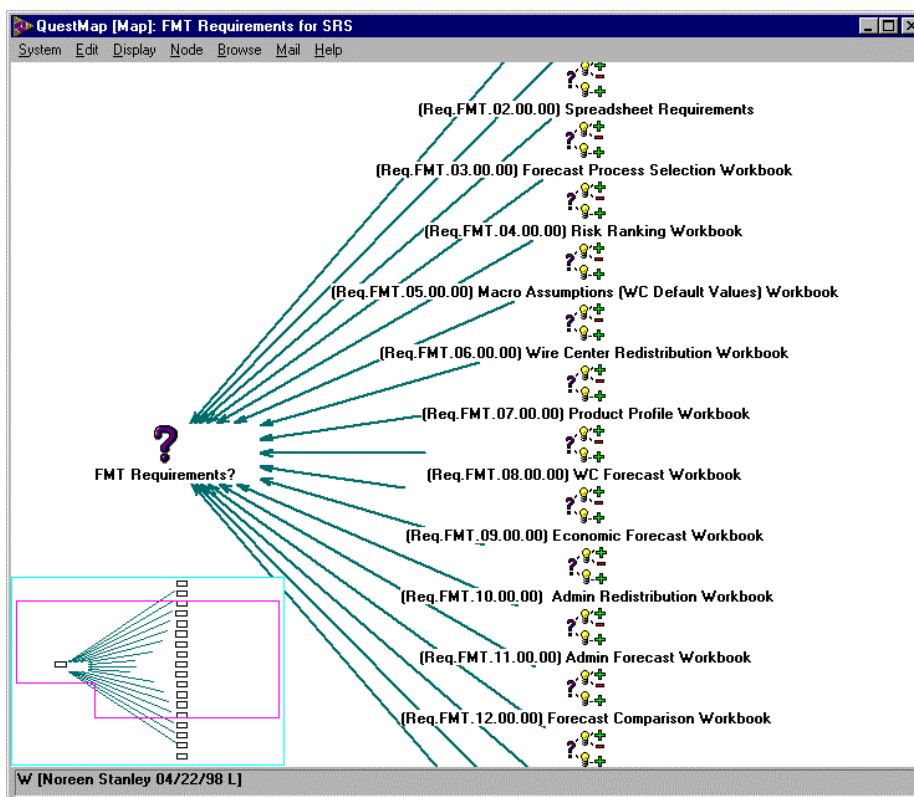 QuestMap [Map]: FMT Requirements for SRS
System Edit Display Node Browse Mail Help
(Req.FMT.02.00.00) Spreadsheet Requirements
(Req.FMT.03.00.00) Forecast Process Selection Workbook
(Req.FMT.04.00.00) Risk Ranking Workbook
(Req.FMT.05.00.00) Macro Assumptions (WC Default Values) Workbook
(Req.FMT.06.00.00) Wire Center Redistribution Workbook
(Req.FMT.07.00.00) Product Profile Workbook
?
FMT Requirements?
(Req.FMT.08.00.00) WC Forecast Workbook
(Req.FMT.09.00.00) Economic Forecast Workbook
(Req.FMT.10.00.00) Admin Redistribution Workbook
(Req.FMT.11.00.00) Admin Forecast Workbook
(Req.FMT.12.00.00) Forecast Comparison Workbook
W [Noreen Stanley 04/22/98 L]